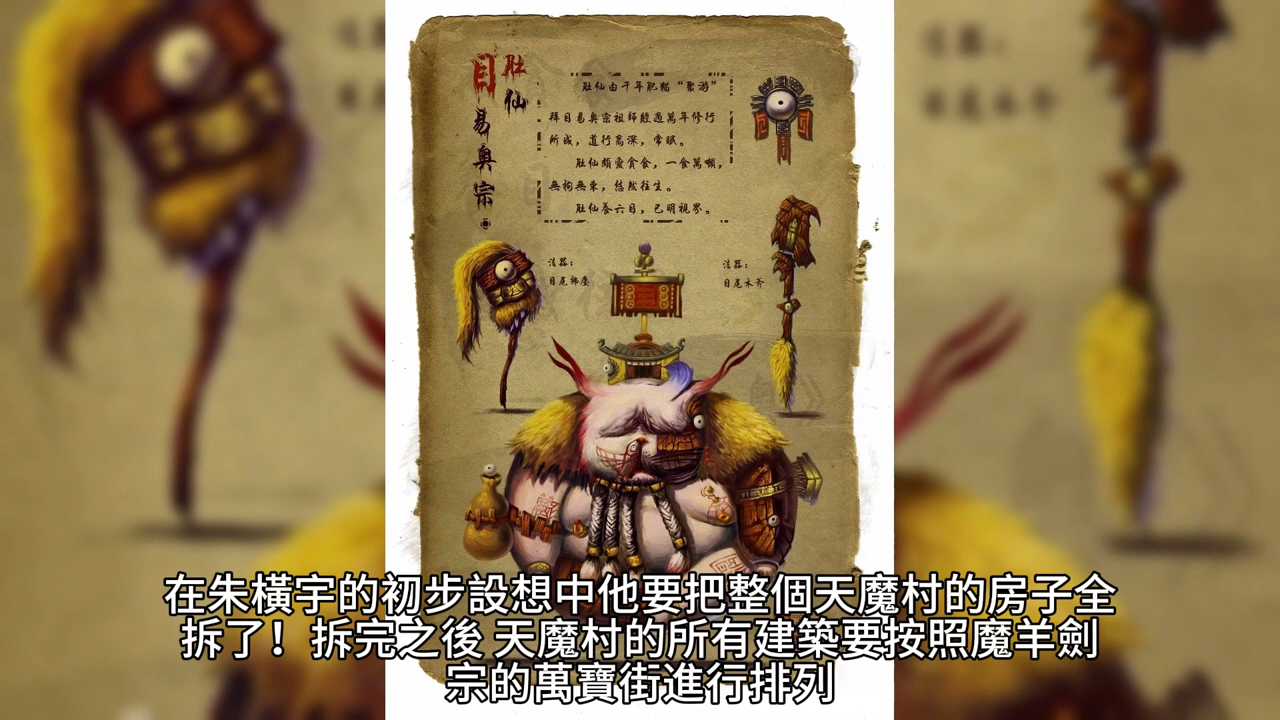 肚仙
目易奥宗
肚仙由千年肥猫“聚游”
拜目易奥宗祖師經過萬年修行
所成，道行高深，常眠。
肚仙頗愛貪食，一食萬頓，
無拘無束，悠然往生。
肚仙養六目，已明視界。
法器：
目尾拂塵
法器：
目尾木斧
在朱橫宇的初步設想中他要把整個天魔村的房子全
拆了！拆完之後 天魔村的所有建築要按照魔羊劍
宗的萬寶街進行排列